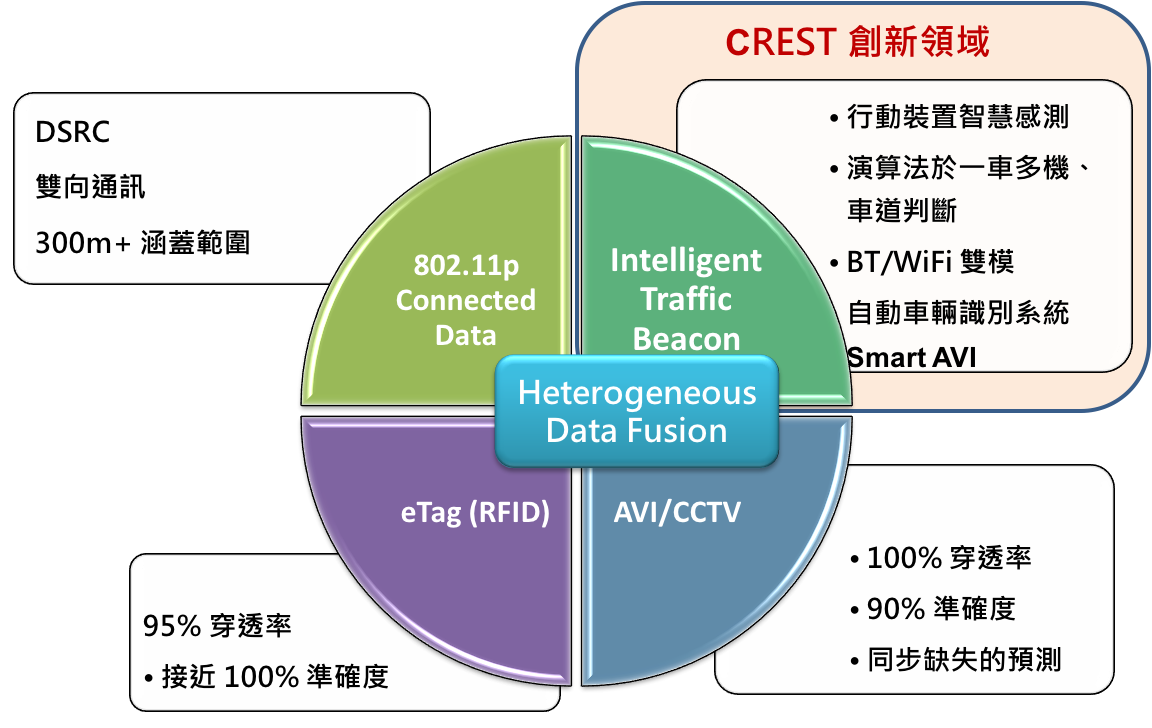 CREST 創新領域
DSRC
雙向通訊
300m+ 涵蓋範圍
• 行動裝置智慧感測
• 演算法於一車多機、
車道判斷
• BT/WiFi 雙模
自動車輛識別系統
Smart AVI
802.11p
Connected
Data
Intelligent
Traffic
Beacon
Heterogeneous
Data Fusion
eTag (RFID)
AVI/CCTV
95% 穿透率
• 接近 100% 準確度
• 100% 穿透率
• 90% 準確度
• 同步缺失的預測